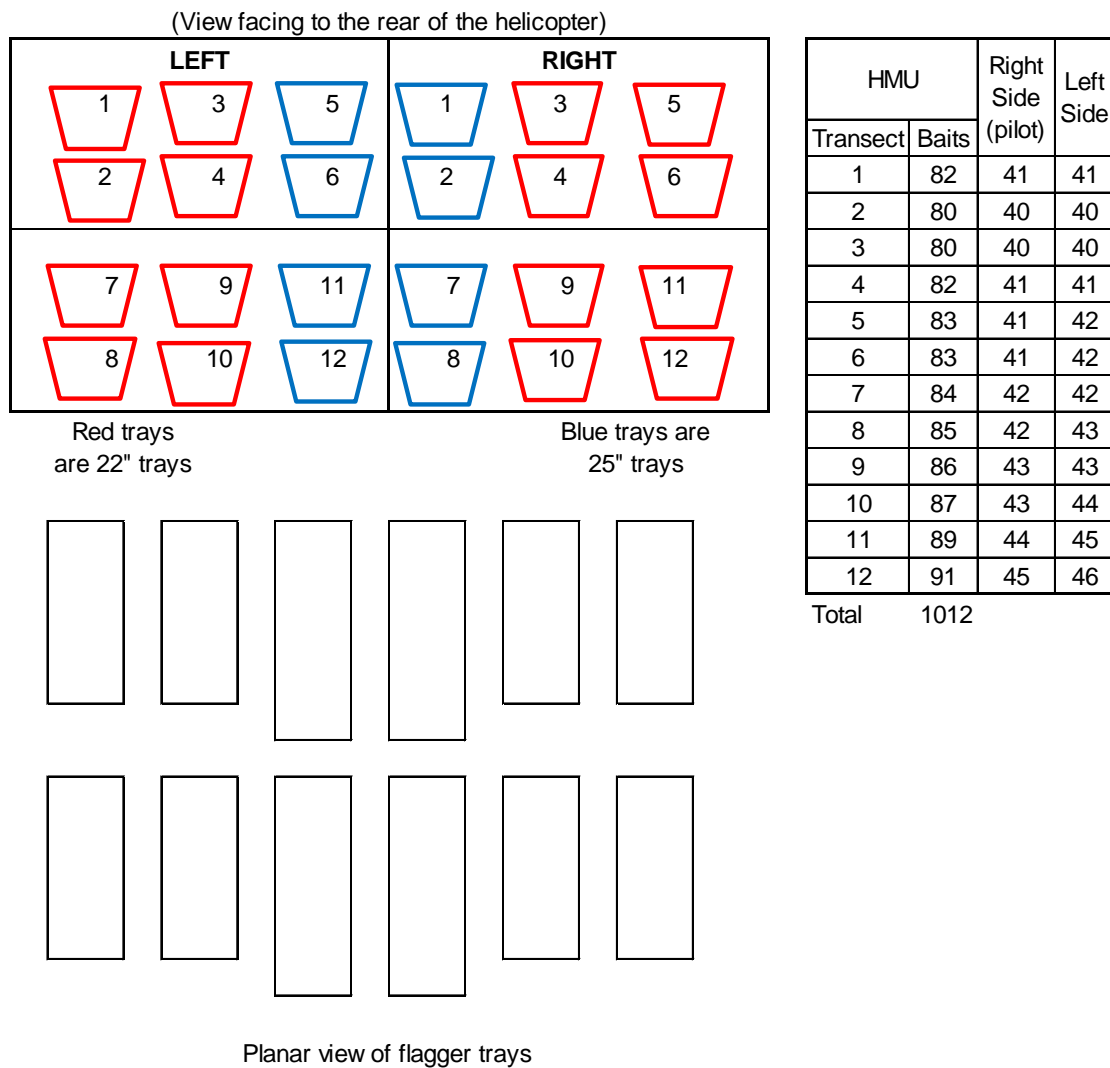 (View facing to the rear of the helicopter)
LEFT RIGHT
1 3 5 1 3 5
2 4 6 2 4 6
7 9 11 7 9 11
8 10 12 8 10 12
Red trays
are 22" trays
Blue trays are
25" trays
HMU Right Side (pilot) Left Side
Transect Baits
1 82 41 41
2 80 40 40
3 80 40 40
4 82 41 41
5 83 41 42
6 83 41 42
7 84 42 42
8 85 42 43
9 86 43 43
10 87 43 44
11 89 44 45
12 91 45 46
Total 1012
Planar view of flagger trays